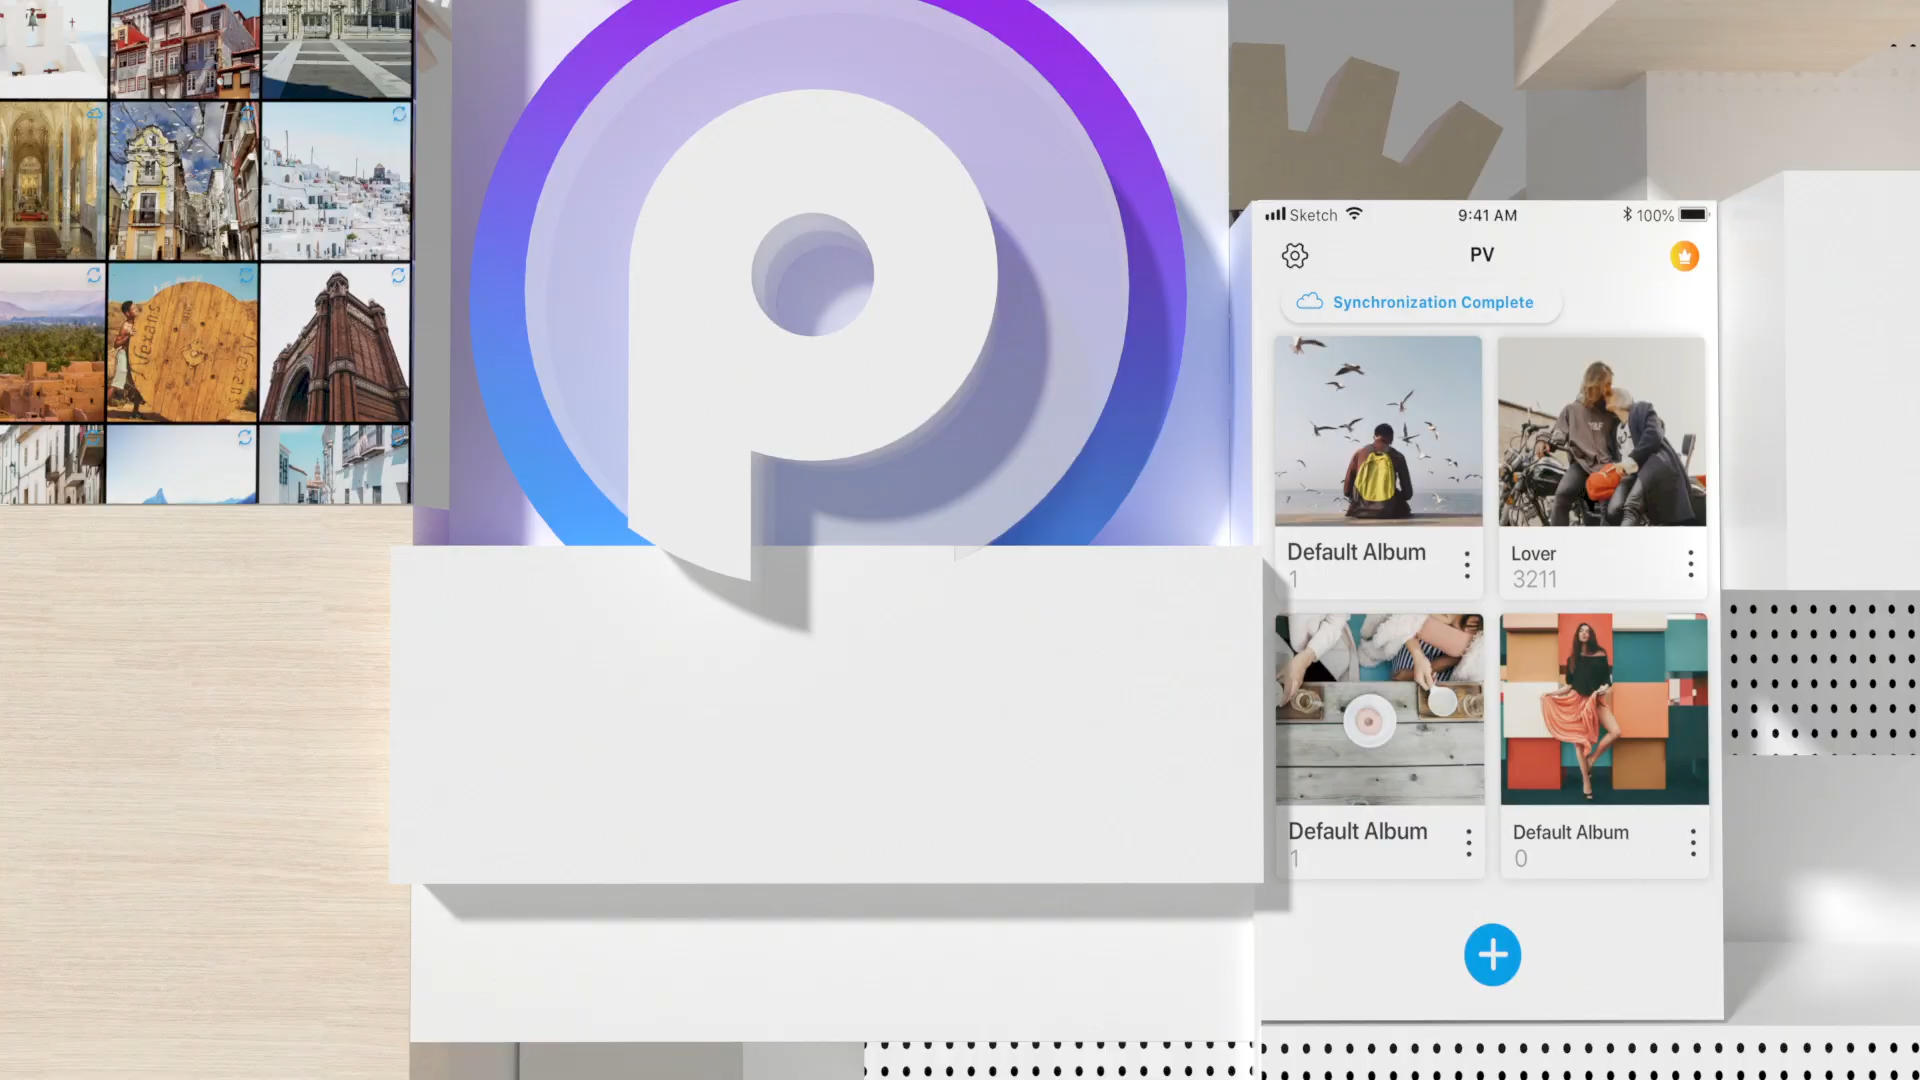 P
Sketch 9:41 AM 100%
PV
Synchronization Complete
Default Album
1
Lover
3211
Default Album
1
Default Album
0